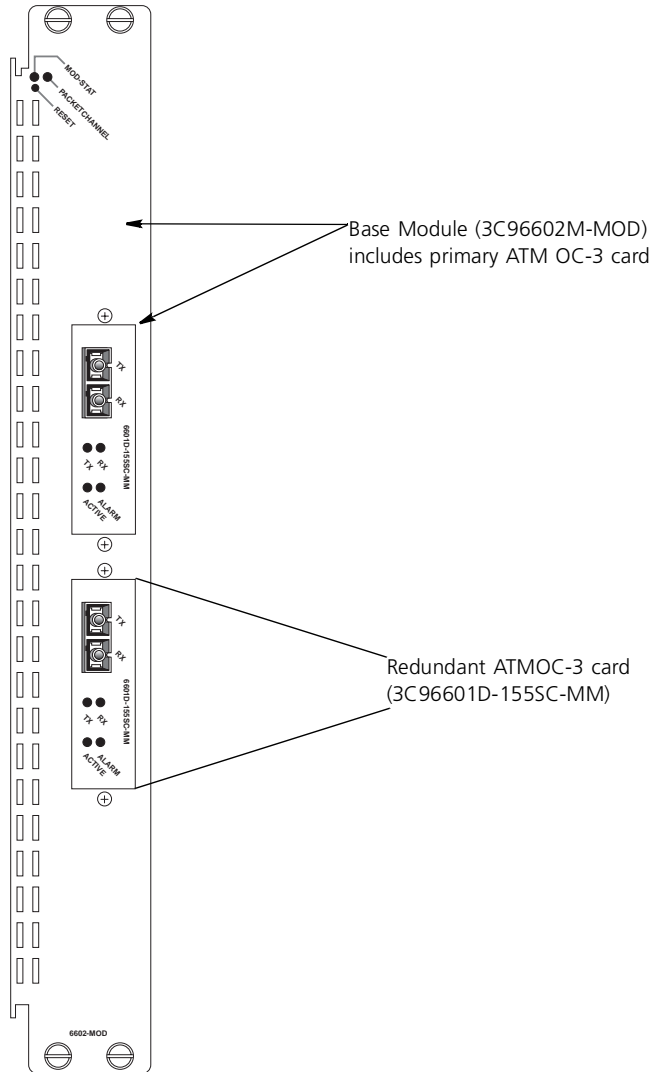 MOD-STAT
PACKETCHANNEL
RESET
Base Module (3C96602M-MOD)
includes primary ATM OC-3 card
TX
RX
6601D-155SC-MM
TX RX
ACTIVE ALARM
TX
RX
6601D-155SC-MM
TX RX
ACTIVE ALARM
Redundant ATMOC-3 card
(3C96601D-155SC-MM)
6602-MOD